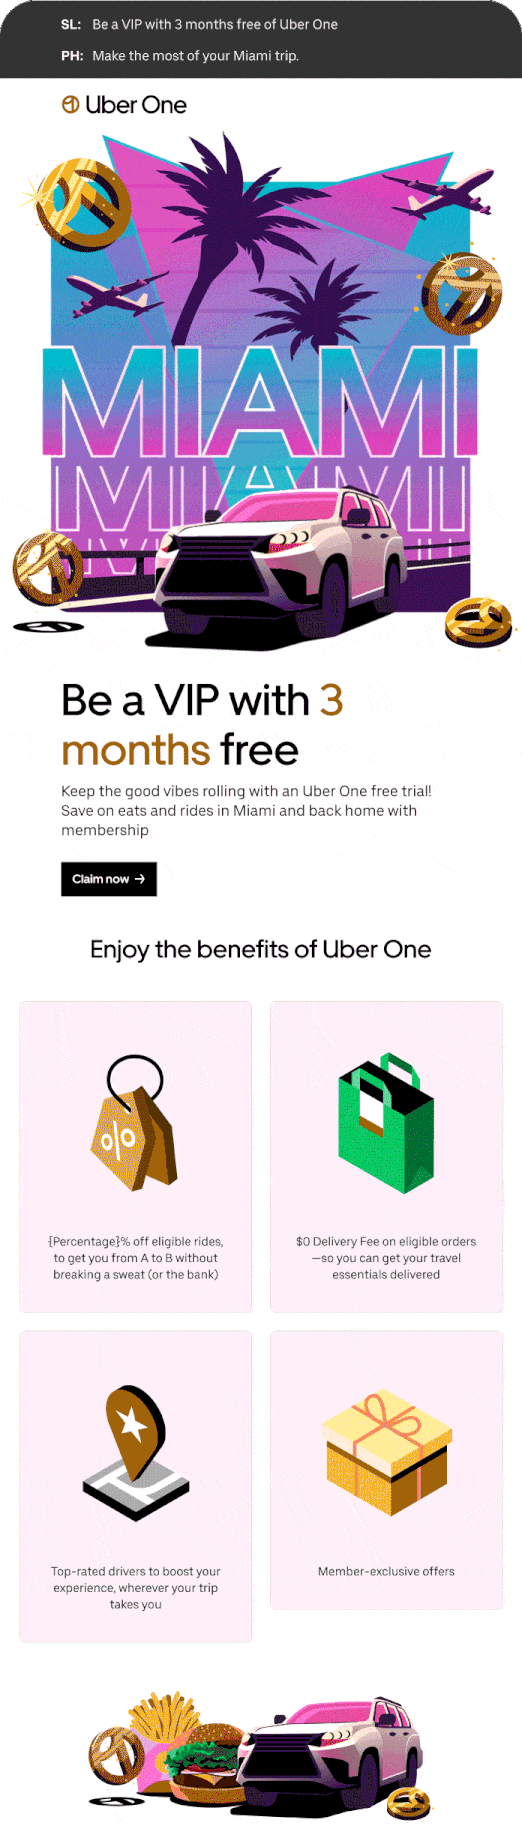 SL: Be a VIP with 3 months free of Uber One
PH: Make the most of your Miami trip.
Uber One
MIAMI
MIAMI
MIAMI
Be a VIP with 3
months free
Keep the good vibes rolling with an Uber One free trial!
Save on eats and rides in Miami and back home with
membership
Claim now →
Enjoy the benefits of Uber One
%
{Percentage}% off eligible rides,
to get you from A to B without
breaking a sweat (or the bank)
$0 Delivery Fee on eligible orders
—so you can get your travel
essentials delivered
Top-rated drivers to boost your
experience, wherever your trip
takes you
Member-exclusive offers